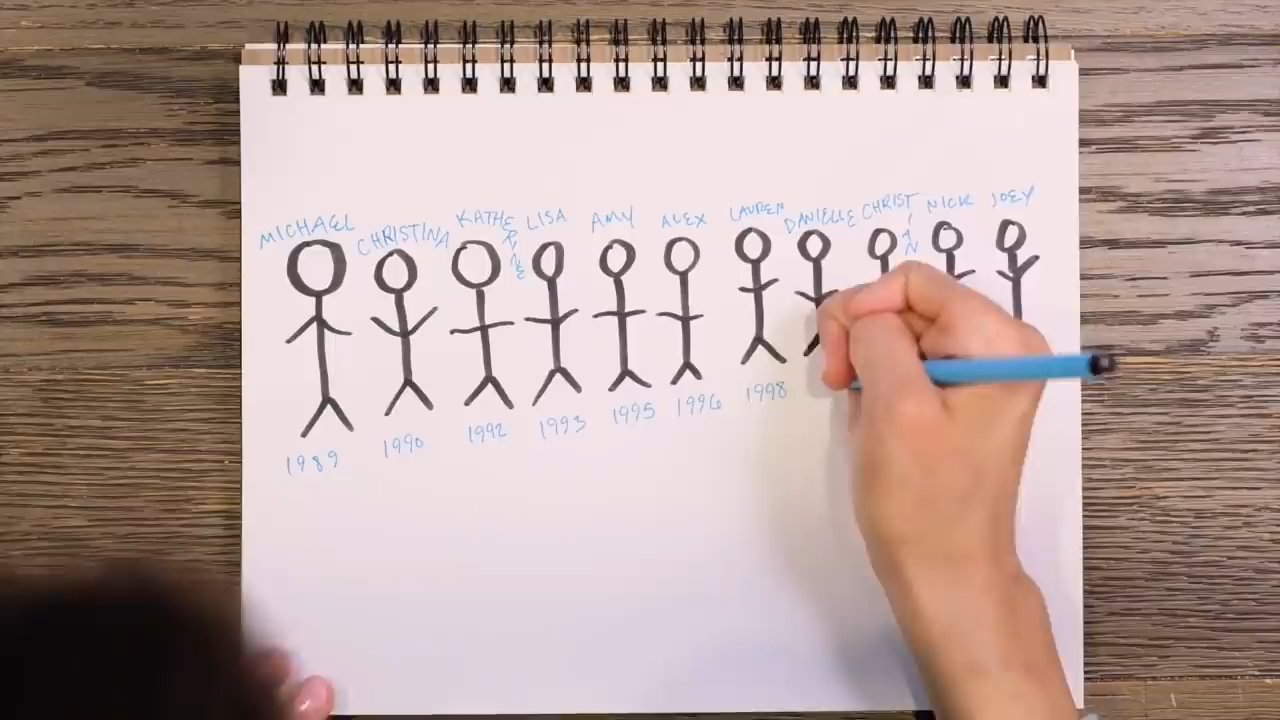 MICHAEL
CHRISTINA
KATHERINE
LISA
AMY
ALEX
LAUREN
DANIELLE
CHRISTIAN
NICK
JOEY
1989
1990
1992
1993
1995
1996
1998